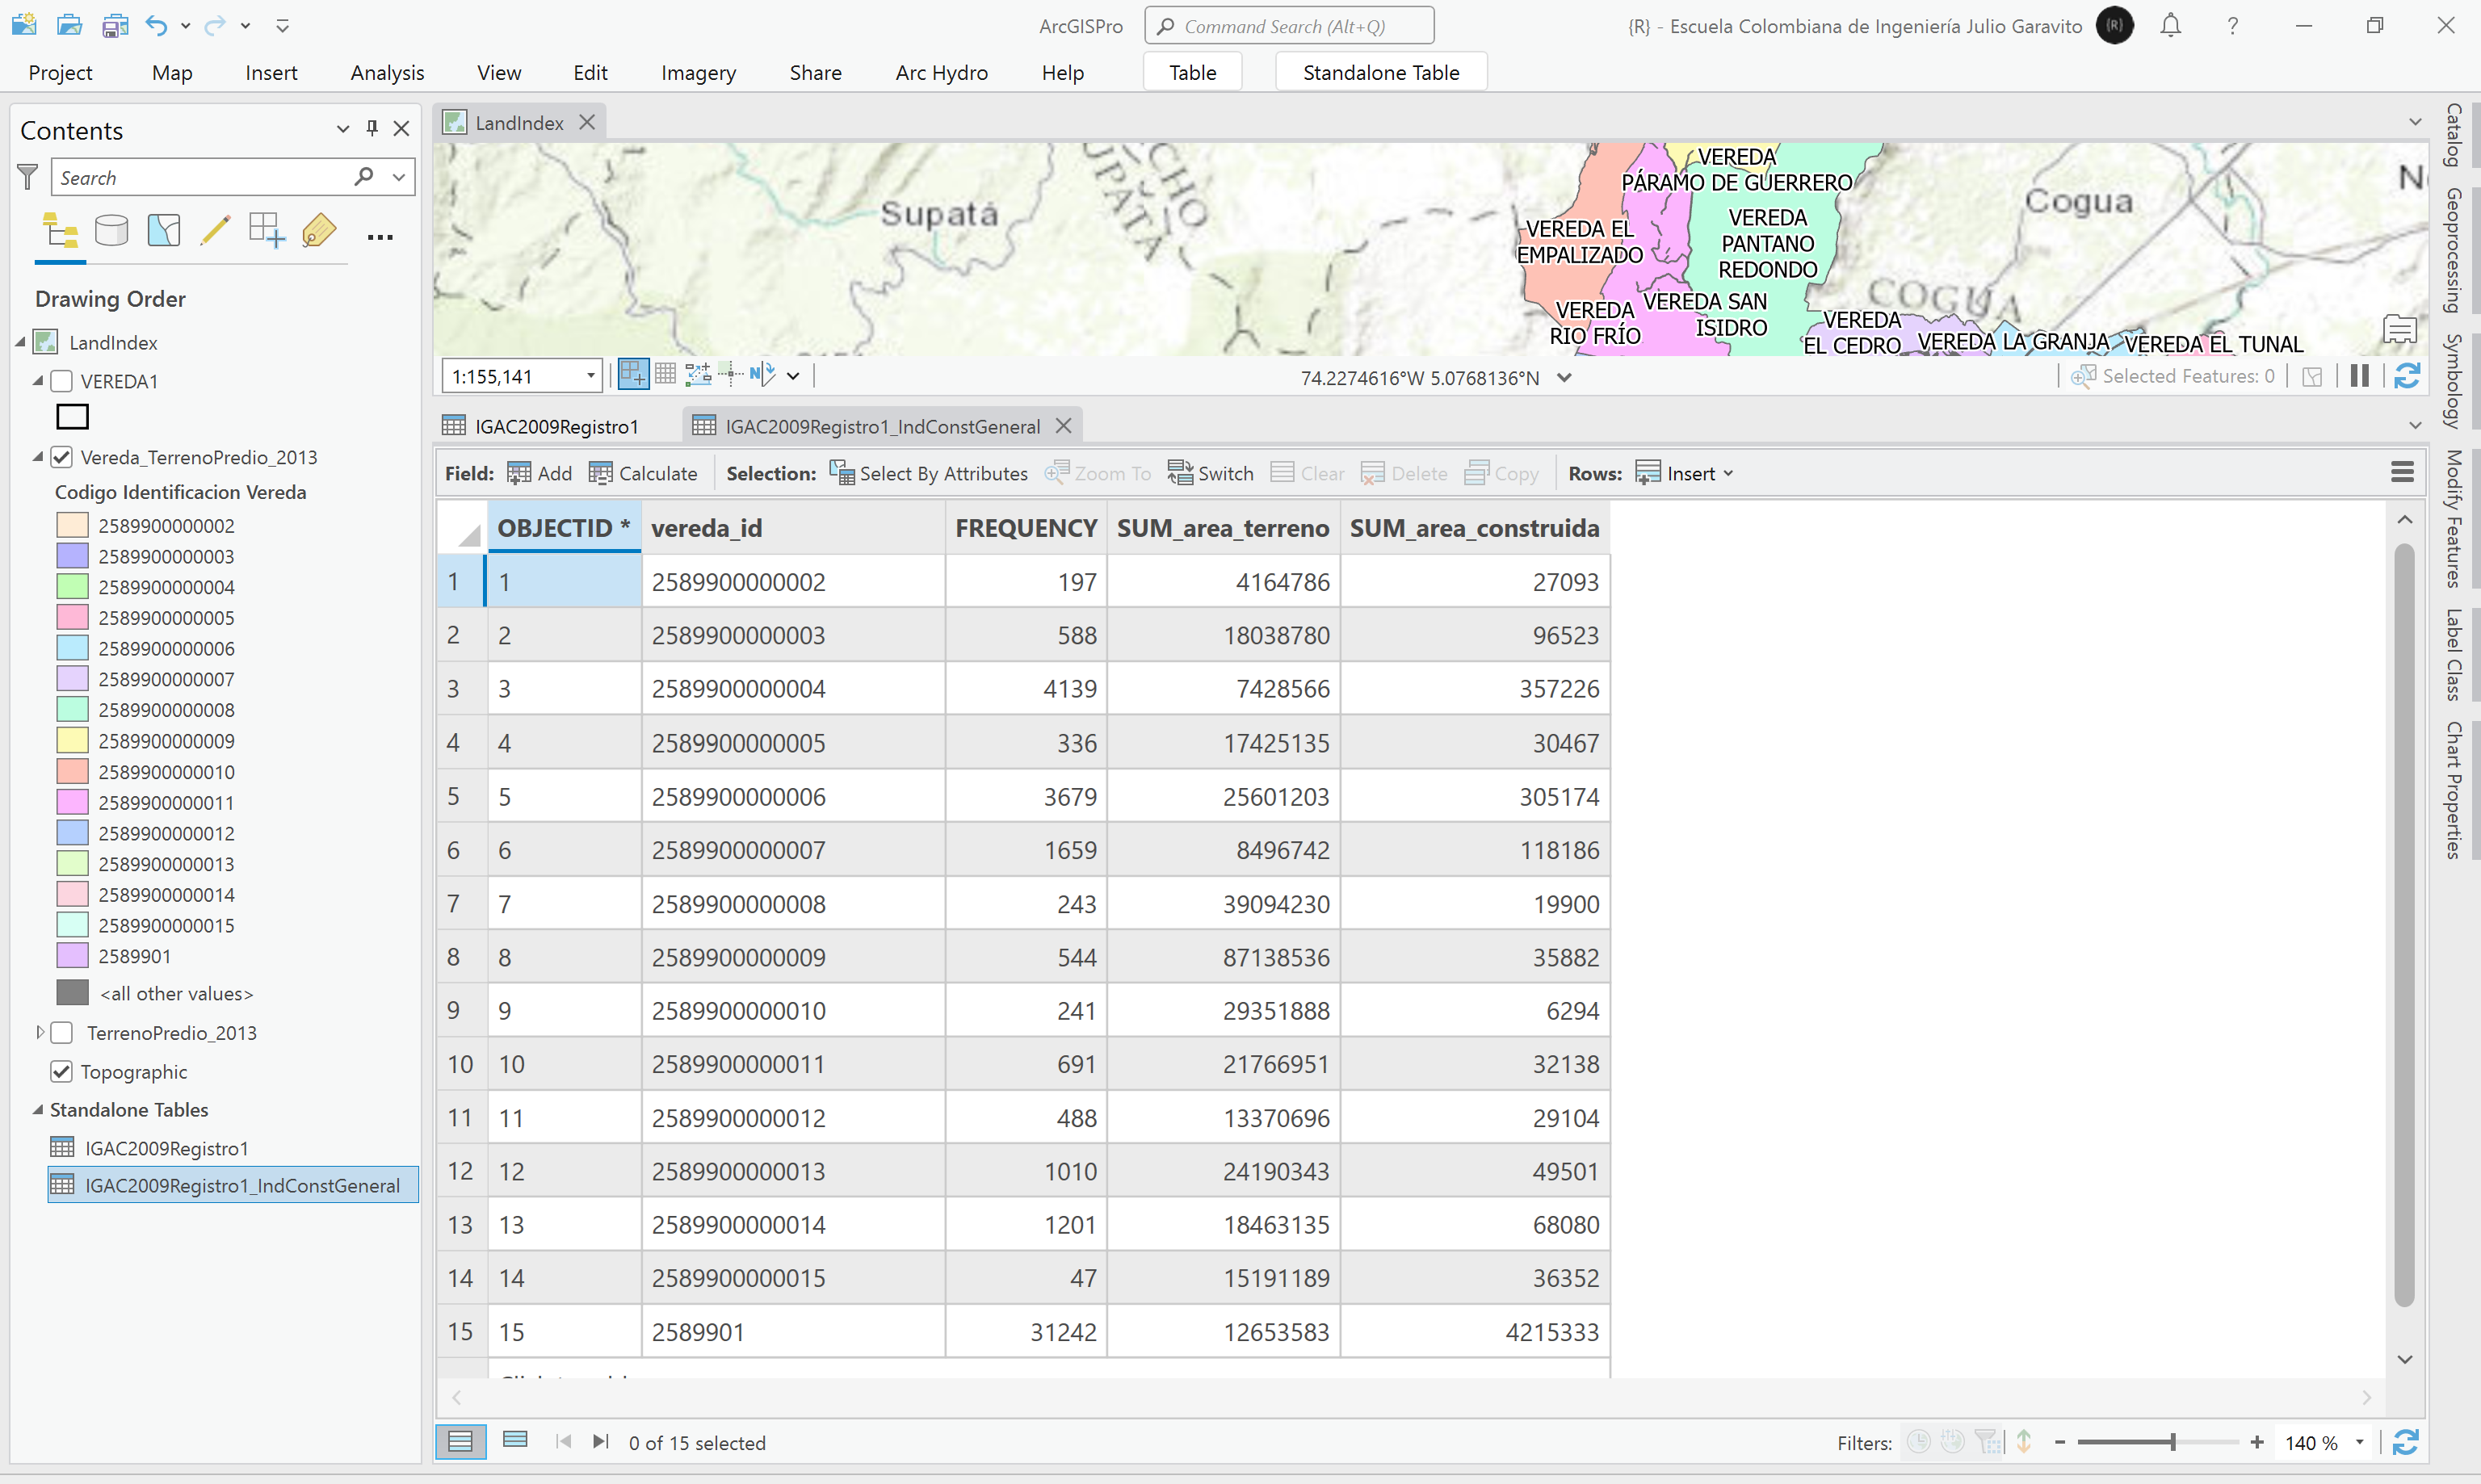 ArcGISPro
Command Search (Alt+Q)
{R} - Escuela Colombiana de Ingeniería Julio Garavito
{R}
?
Project Map Insert Analysis View Edit Imagery Share Arc Hydro Help Table Standalone Table
Contents
Search
Drawing Order
LandIndex
VEREDA1
Vereda_TerrenoPredio_2013
Codigo Identificacion Vereda
2589900000002
2589900000003
2589900000004
2589900000005
2589900000006
2589900000007
2589900000008
2589900000009
2589900000010
2589900000011
2589900000012
2589900000013
2589900000014
2589900000015
2589901
<all other values>
TerrenoPredio_2013
Topographic
Standalone Tables
IGAC2009Registro1
IGAC2009Registro1_IndConstGeneral
LandIndex
Supatá
VEREDA
PÁRAMO DE GUERRERO
VEREDA EL
EMPALIZADO
VEREDA
PANTANO
REDONDO
VEREDA
RIO FRÍO
VEREDA SAN
ISIDRO
VEREDA
EL CEDRO
VEREDA LA GRANJA
VEREDA EL TUNAL
Cogua
COGUA
1:155,141
74.2274616°W 5.0768136°N
Selected Features: 0
IGAC2009Registro1
IGAC2009Registro1_IndConstGeneral
Field: Add Calculate Selection: Select By Attributes Zoom To Switch Clear Delete Copy Rows: Insert
OBJECTID * vereda_id FREQUENCY SUM_area_terreno SUM_area_construida
1 1 2589900000002 197 4164786 27093
2 2 2589900000003 588 18038780 96523
3 3 2589900000004 4139 7428566 357226
4 4 2589900000005 336 17425135 30467
5 5 2589900000006 3679 25601203 305174
6 6 2589900000007 1659 8496742 118186
7 7 2589900000008 243 39094230 19900
8 8 2589900000009 544 87138536 35882
9 9 2589900000010 241 29351888 6294
10 10 2589900000011 691 21766951 32138
11 11 2589900000012 488 13370696 29104
12 12 2589900000013 1010 24190343 49501
13 13 2589900000014 1201 18463135 68080
14 14 2589900000015 47 15191189 36352
15 15 2589901 31242 12653583 4215333
0 of 15 selected
Filters:
140 %
Catalog
Geoprocessing
Symbology
Modify Features
Label Class
Chart Properties